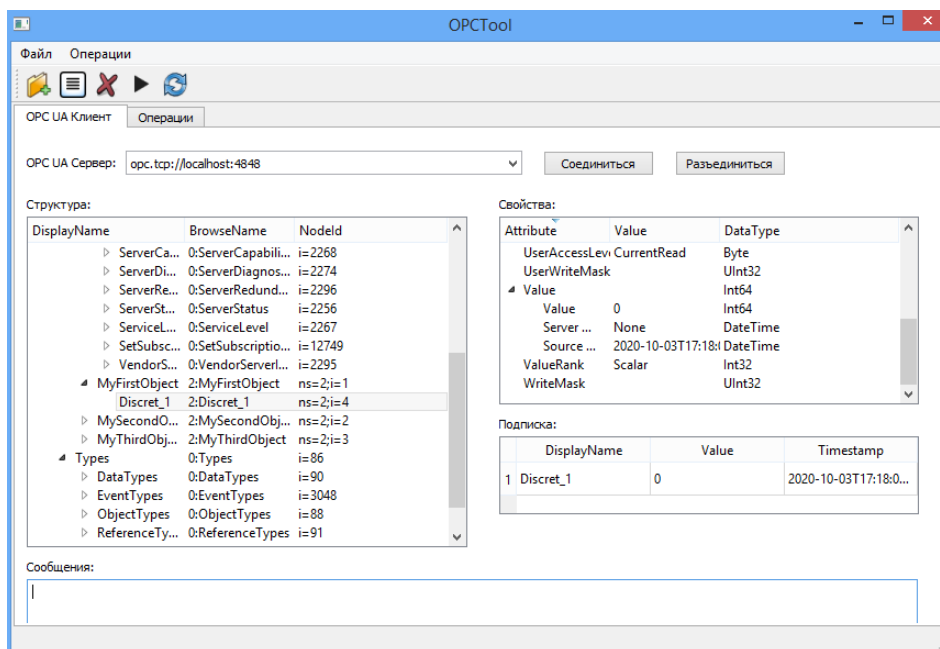 OPCTool
Файл Операции
OPC UA Клиент Операции
OPC UA Сервер: opc.tcp://localhost:4848 Соединиться Разъединиться
Структура:
DisplayName BrowseName NodeId
ServerCa... 0:ServerCapabili... i=2268
ServerDi... 0:ServerDiagnos... i=2274
ServerRe... 0:ServerRedund... i=2296
ServerSt... 0:ServerStatus i=2256
ServiceL... 0:ServiceLevel i=2267
SetSubsc... 0:SetSubscriptio... i=12749
VendorS... 0:VendorServerI... i=2295
MyFirstObject 2:MyFirstObject ns=2;i=1
Discret_1 2:Discret_1 ns=2;i=4
MySecondO... 2:MySecondObj... ns=2;i=2
MyThirdObj... 2:MyThirdObject ns=2;i=3
Types 0:Types i=86
DataTypes 0:DataTypes i=90
EventTypes 0:EventTypes i=3048
ObjectTypes 0:ObjectTypes i=88
ReferenceTy... 0:ReferenceTypes i=91
Свойства:
Attribute Value DataType
UserAccessLev CurrentRead Byte
UserWriteMask UInt32
Value Int64
Value 0 Int64
Server ... None DateTime
Source ... 2020-10-03T17:18:( DateTime
ValueRank Scalar Int32
WriteMask UInt32
Подписка:
DisplayName Value Timestamp
1 Discret_1 0 2020-10-03T17:18:0...
Сообщения: